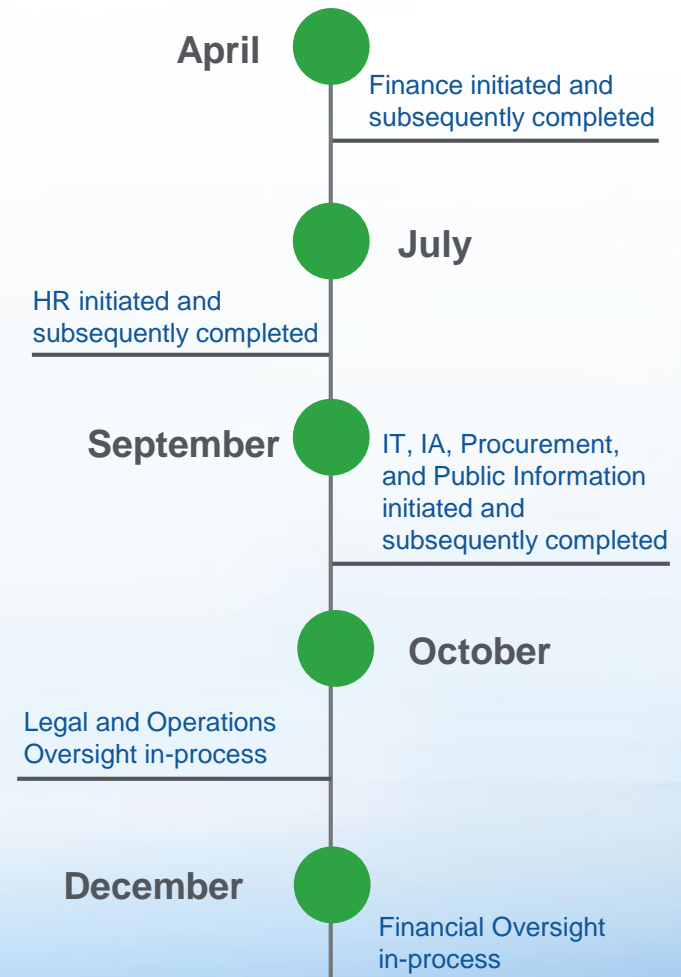 April
Finance initiated and
subsequently completed
July
HR initiated and
subsequently completed
September
IT, IA, Procurement,
and Public Information
initiated and
subsequently completed
October
Legal and Operations
Oversight in-process
December
Financial Oversight
in-process